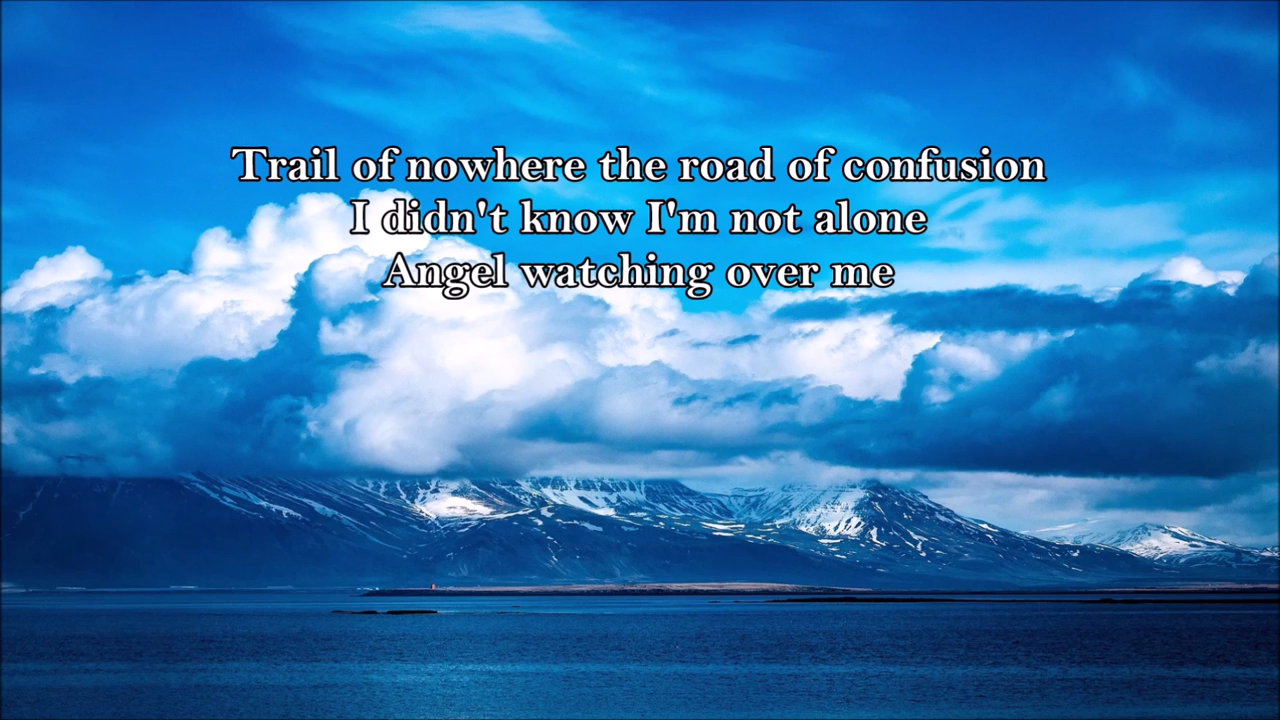 Trail of nowhere the road of confusion
I didn't know I'm not alone
Angel watching over me